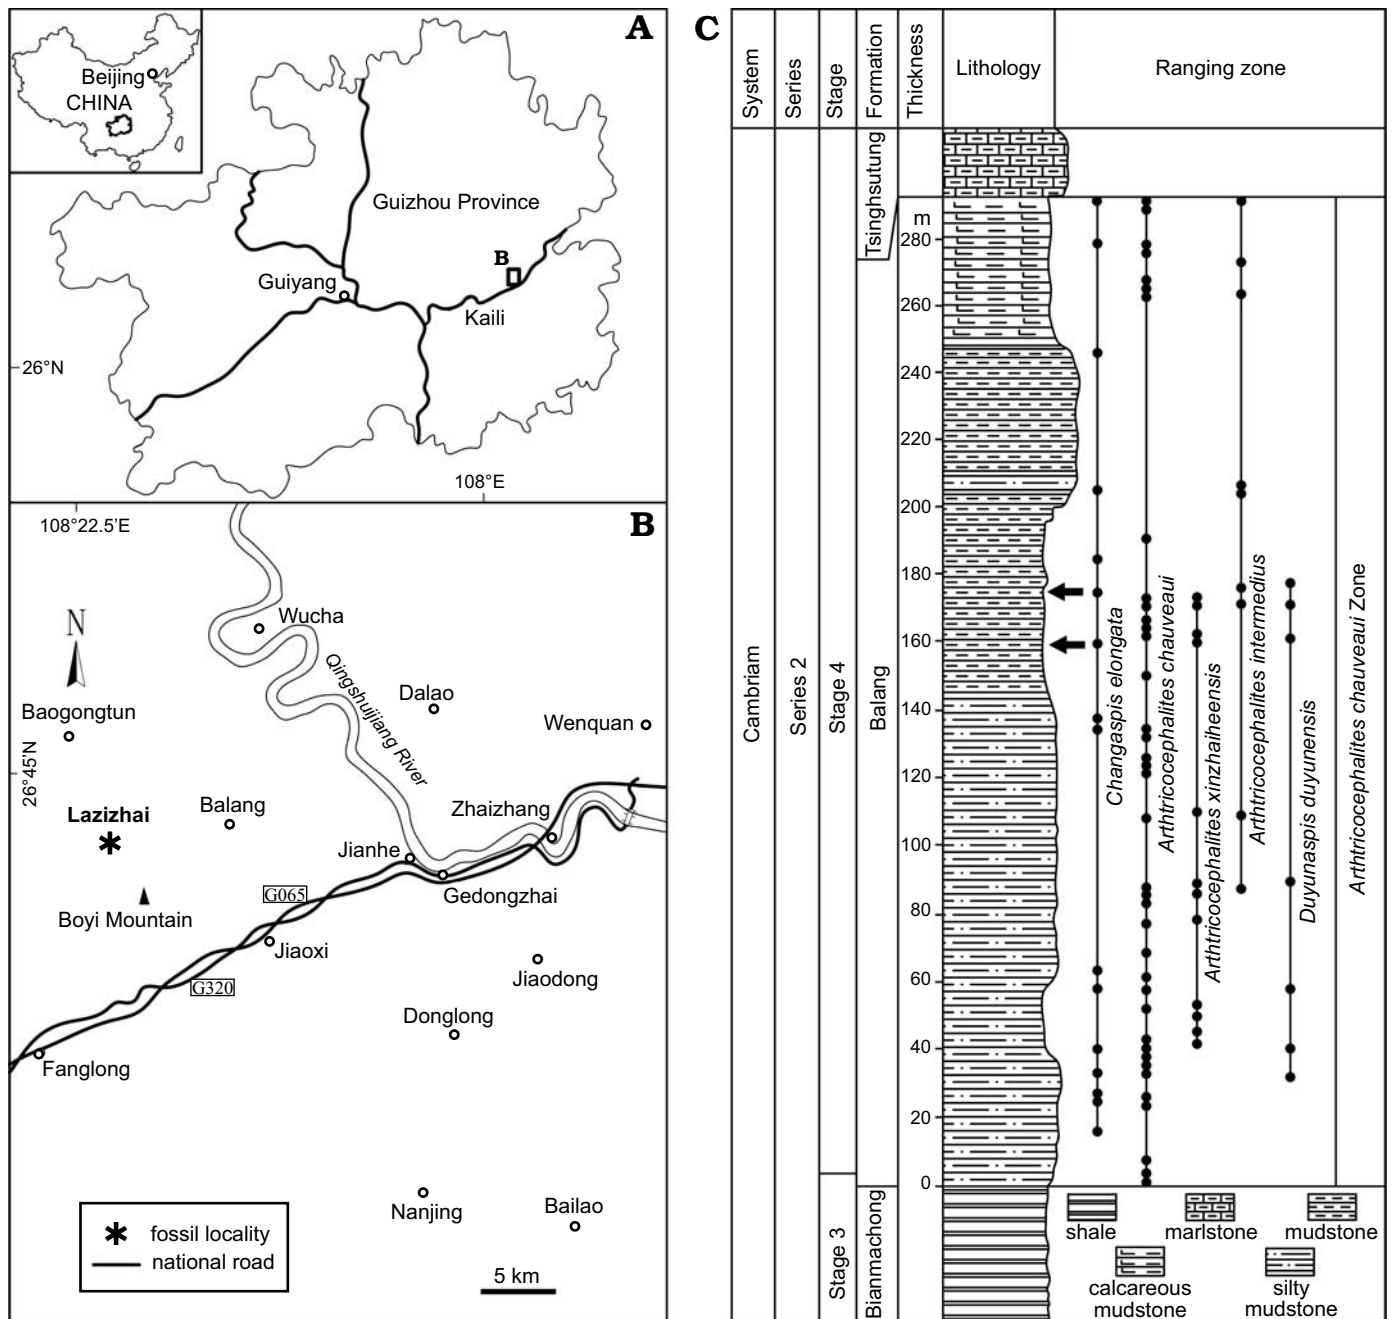 A
Beijing
CHINA
Guizhou Province
B
Guiyang
Kaili
26°N
108°E
108°22.5'E
B
N
Wucha
Qingshuijiang River
Dalao
Baogongtun
Wenquan
26°45'N
Lazizhai
Balang
Zhaizhang
Jianhe
G065
Gedongzhai
Boyi Mountain
Jiaoxi
G320
Jiaodong
Donglong
Fanglong
Nanjing
Bailao
fossil locality
national road
5 km
C
System
Series
Stage
Formation
Thickness
Lithology
Ranging zone
Cambriam
Series 2
Stage 4
Stage 3
Tsinghsutung
Balang
Bianmachong
m
280
260
240
220
200
180
160
140
120
100
80
60
40
20
0
Changaspis elongata
Arthtricocephalites chauveaui
Arthtricocephalites xinzhaiheensis
Arthtricocephalites intermedius
Duyunaspis duyunensis
Arthtricocephalites chauveaui Zone
shale
marlstone
mudstone
calcareous
mudstone
silty
mudstone